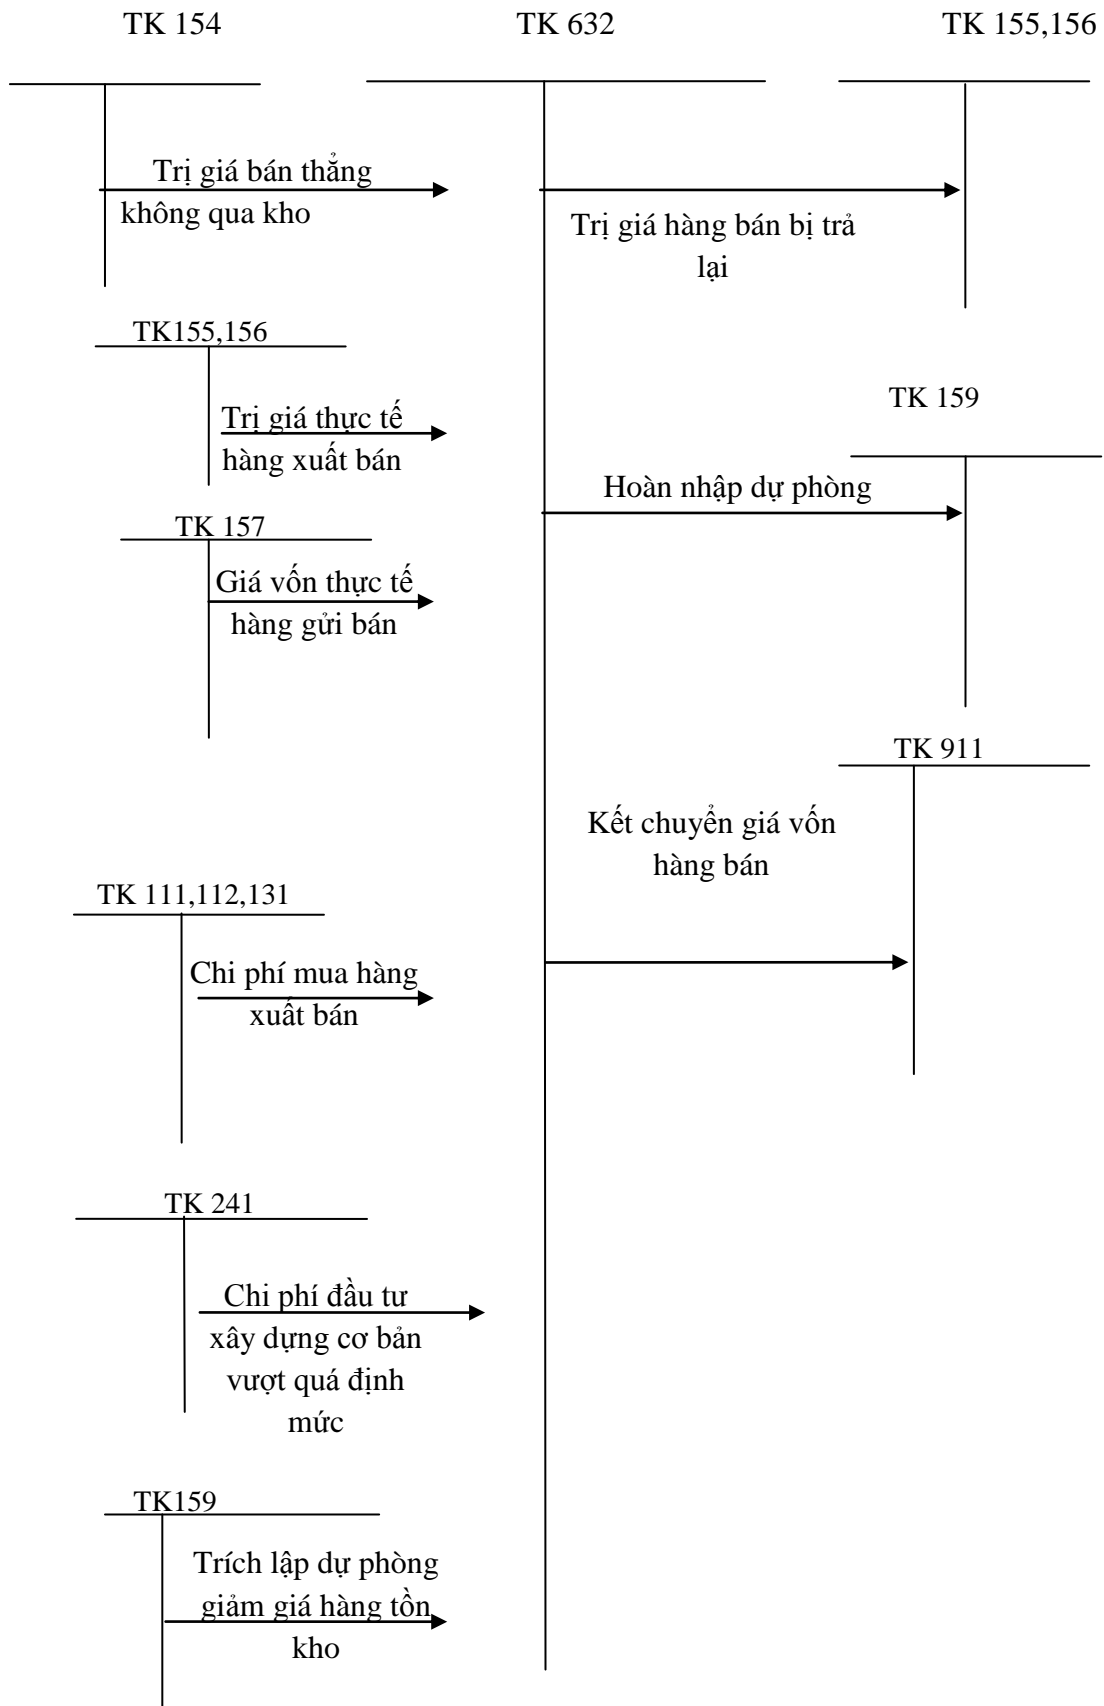 TK 154 TK 632 TK 155,156
Trị giá bán thẳng
không qua kho
Trị giá hàng bán bị trả
lại
TK155,156
Trị giá thực tế
hàng xuất bán
TK 159
Hoàn nhập dự phòng
TK 157
Giá vốn thực tế
hàng gửi bán
TK 911
Kết chuyển giá vốn
hàng bán
TK 111,112,131
Chi phí mua hàng
xuất bán
TK 241
Chi phí đầu tư
xây dựng cơ bản
vượt quá định
mức
TK159
Trích lập dự phòng
giảm giá hàng tồn
kho